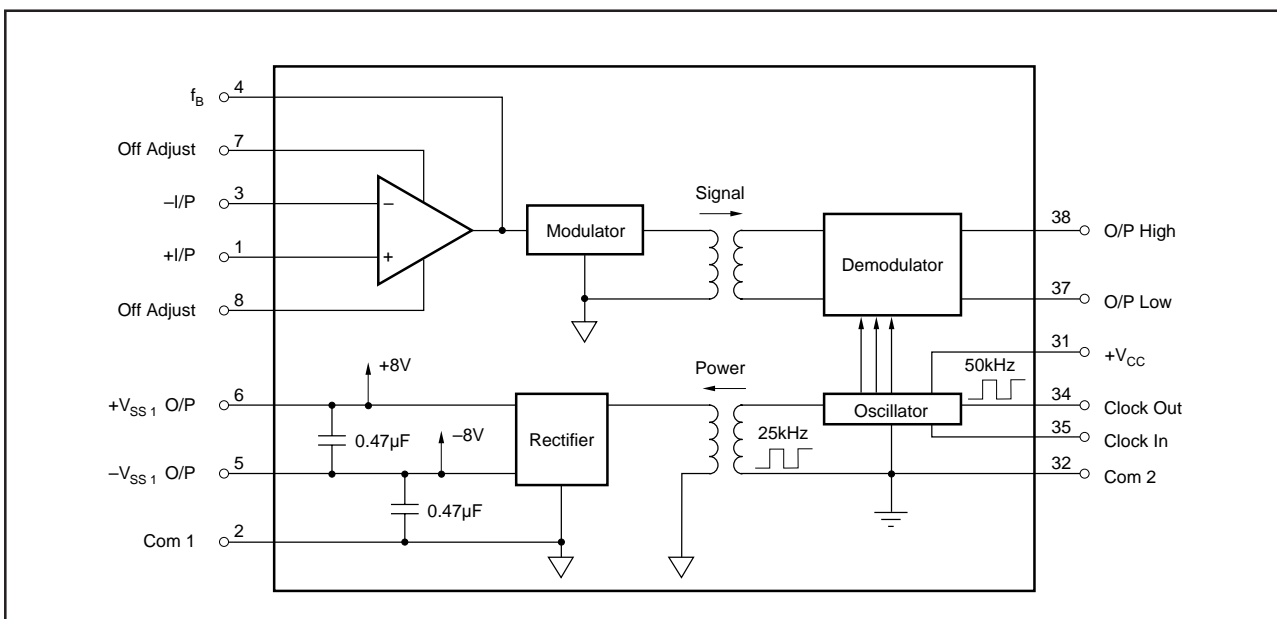 f_B 4
Off Adjust 7
–I/P 3
+I/P 1
Off Adjust 8
–
+
Modulator
Signal
Demodulator
38 O/P High
37 O/P Low
31 +V_CC
50kHz
34 Clock Out
35 Clock In
32 Com 2
Oscillator
Power
25kHz
Rectifier
+8V
+V_SS 1 O/P 6
0.47µF
–8V
–V_SS 1 O/P 5
0.47µF
Com 1 2